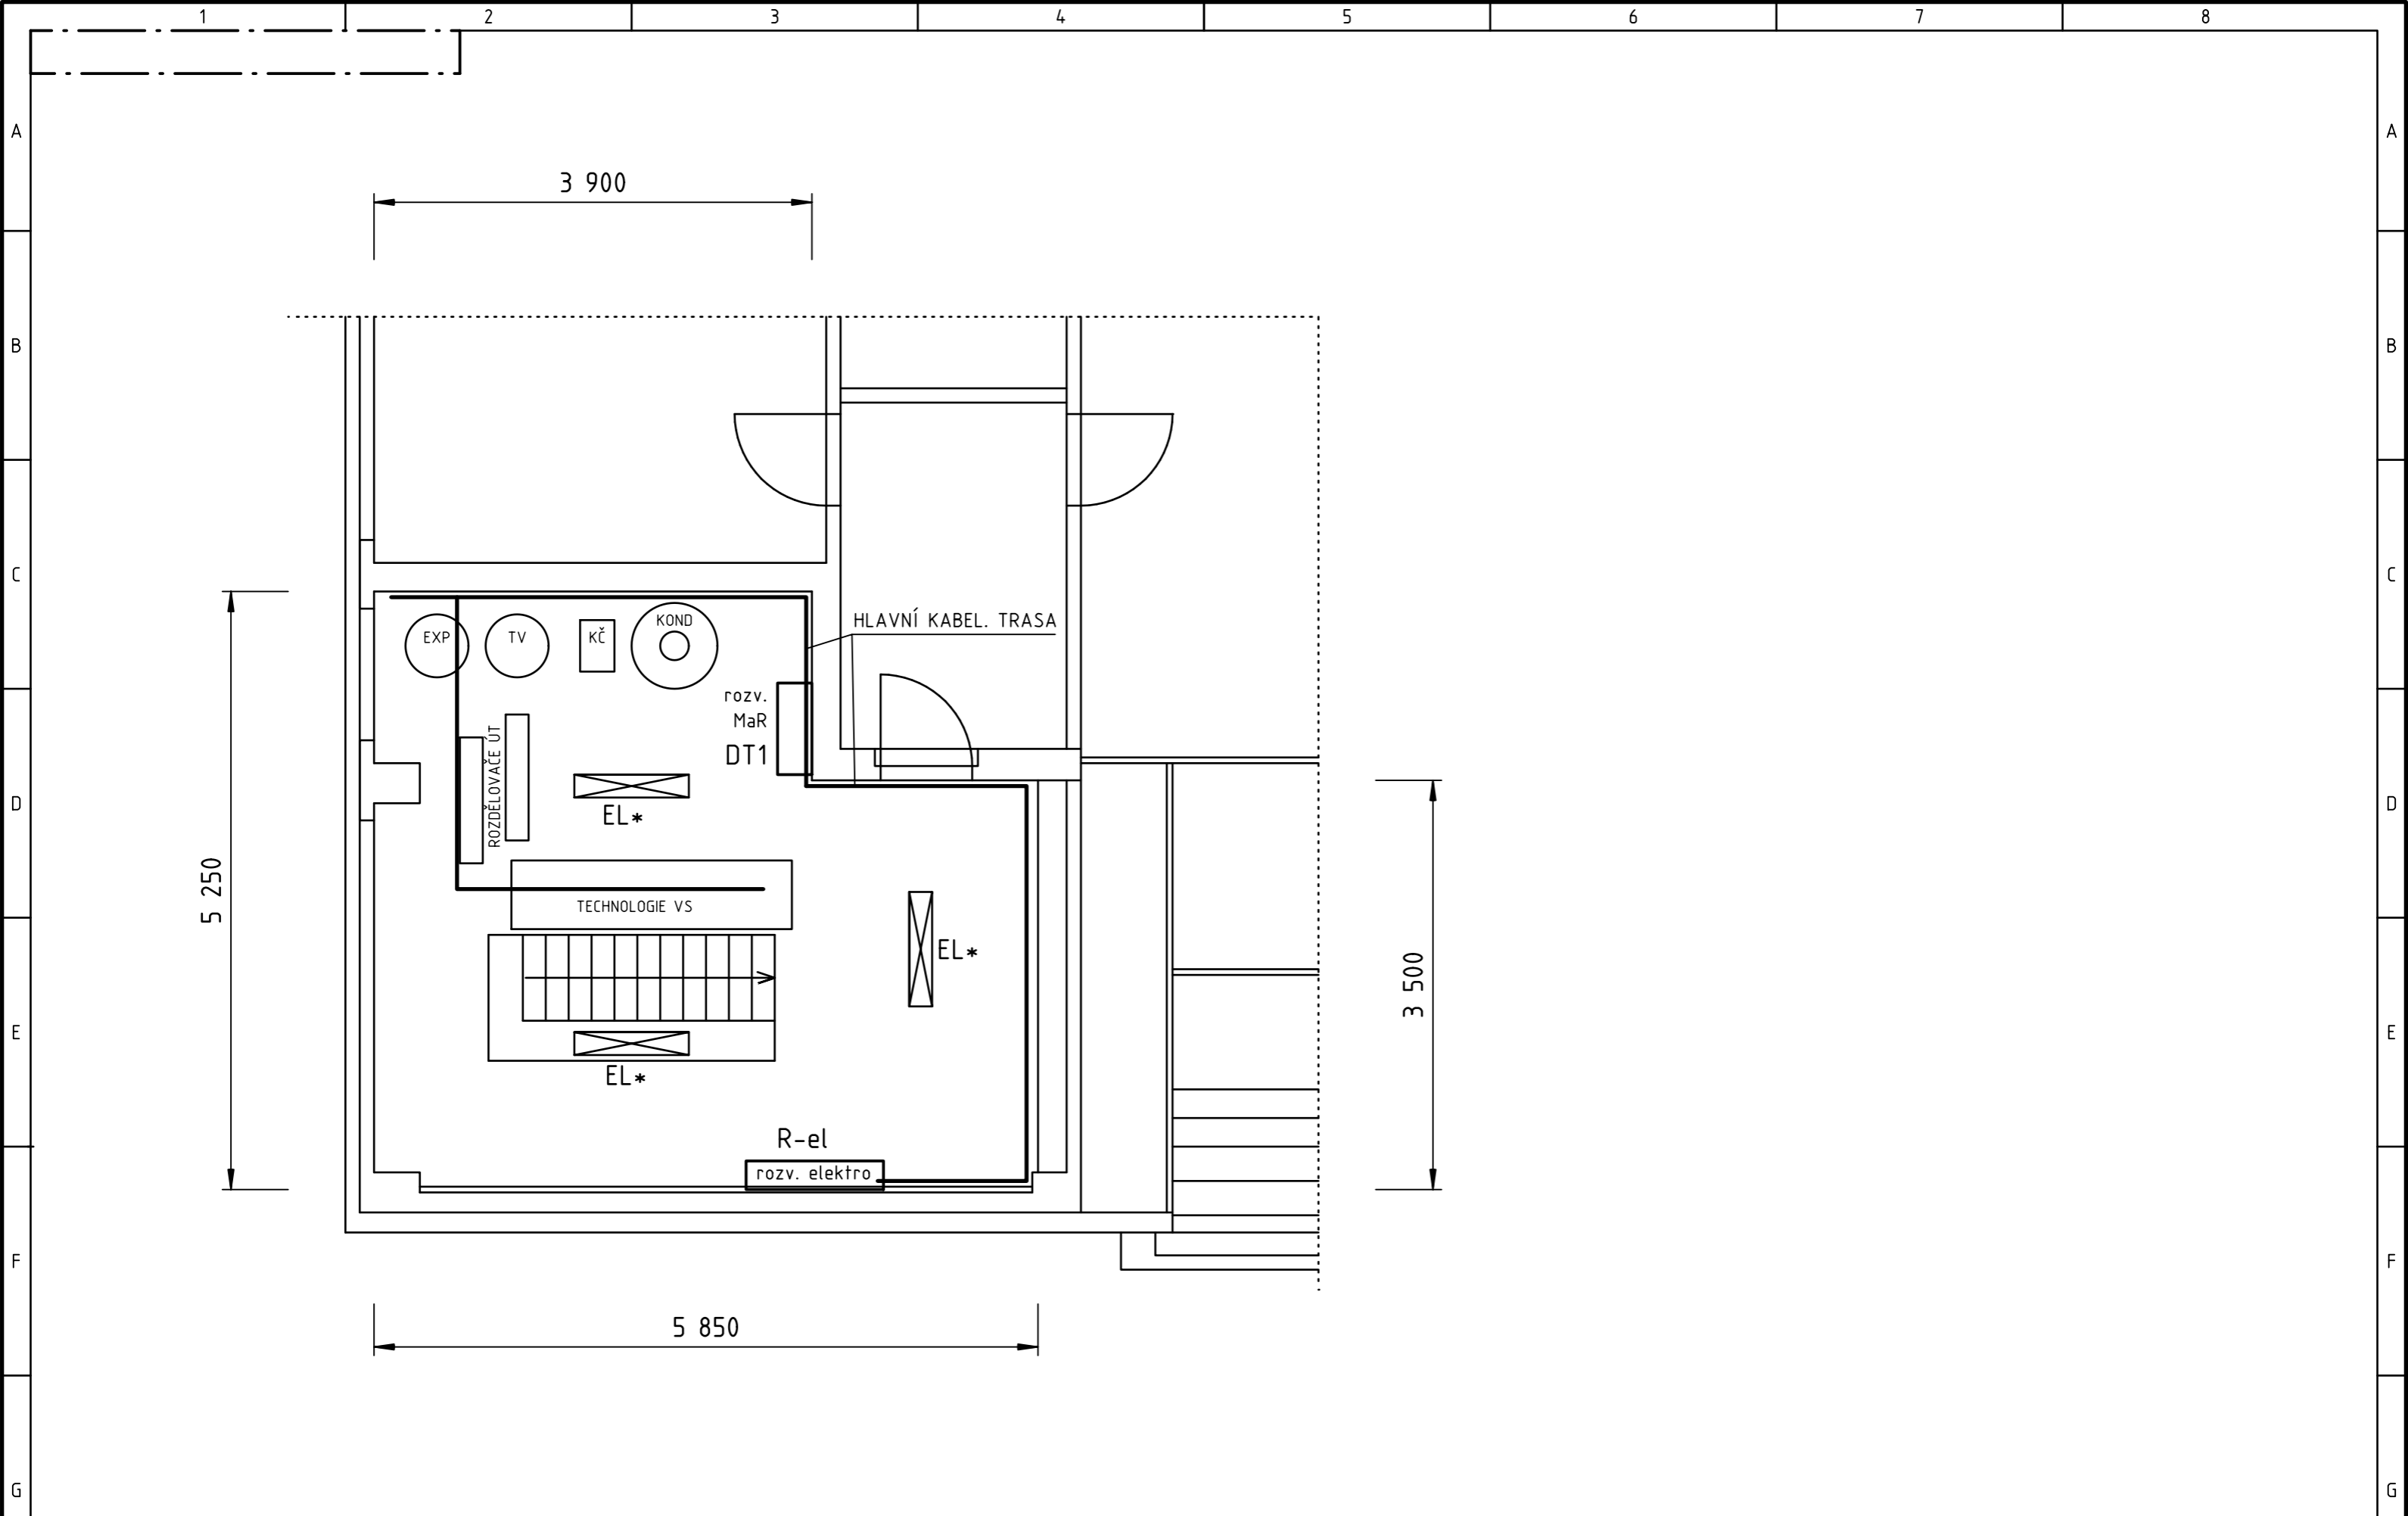 1 2 3 4 5 6 7 8
A A
3 900
B B
C C
HLAVNÍ KABEL. TRASA
EXP TV KČ KOND
rozv.
MaR
DT1
ROZDĚLOVAČE ÚT
D D
EL*
5 250
TECHNOLOGIE VS
EL*
3 500
E E
EL*
R-el
rozv. elektro
F F
5 850
G G